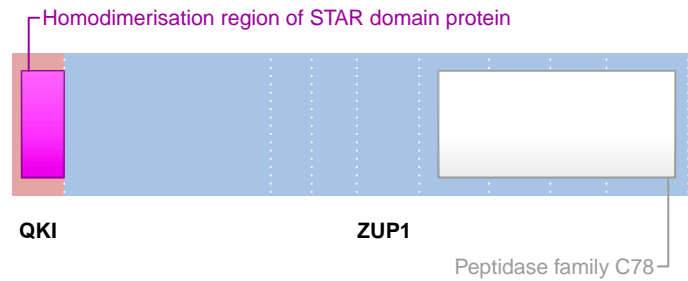 Homodimerisation region of STAR domain protein
QKI
ZUP1
Peptidase family C78